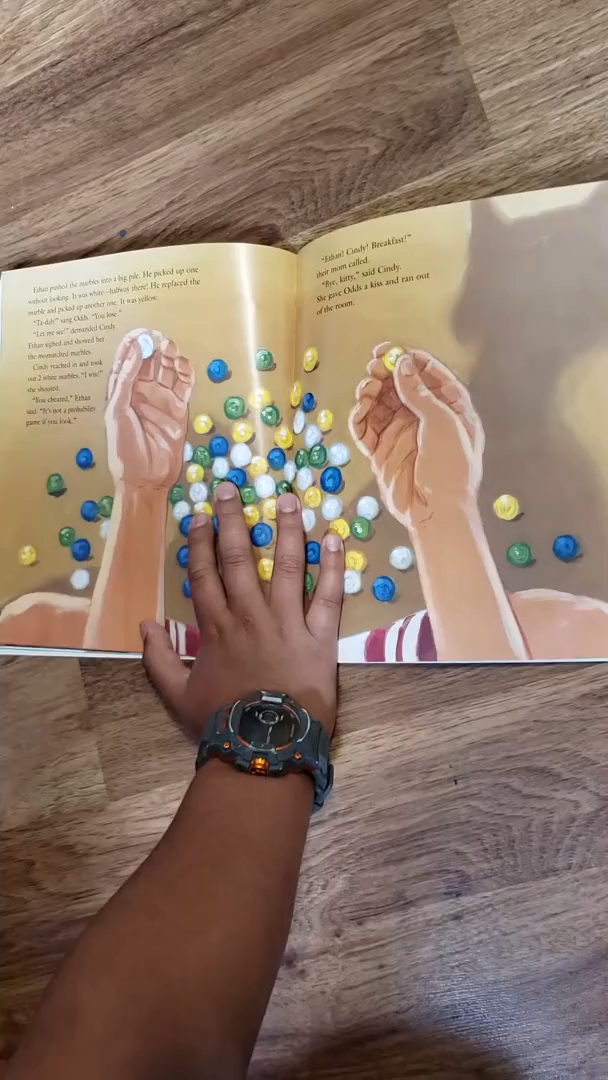 Ethan pushed the marbles into a big pile. He picked up one
without looking. It was white—halfway there! He replaced the
marble and picked up another one. It was yellow.
"Ta-dah!" sang Odds. "You lose."
"Let me see!" demanded Cindy.
Ethan sighed and showed her
the mismatched marbles.
Cindy reached in and took
out 2 white marbles. "I win!"
she shouted.
"You cheated," Ethan
said. "It's not a probability
game if you look."
"Ethan! Cindy! Breakfast!"
their mom called.
"Bye, kitty," said Cindy.
She gave Odds a kiss and ran out
of the room.